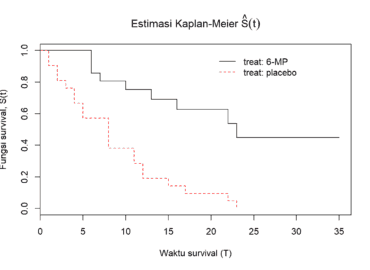 Estimasi Kaplan-Meier Ŝ(t)
treat: 6-MP
treat: placebo
Fungsi survival, S(t)
1.0
0.8
0.6
0.4
0.2
0.0
0 5 10 15 20 25 30 35
Waktu survival (T)